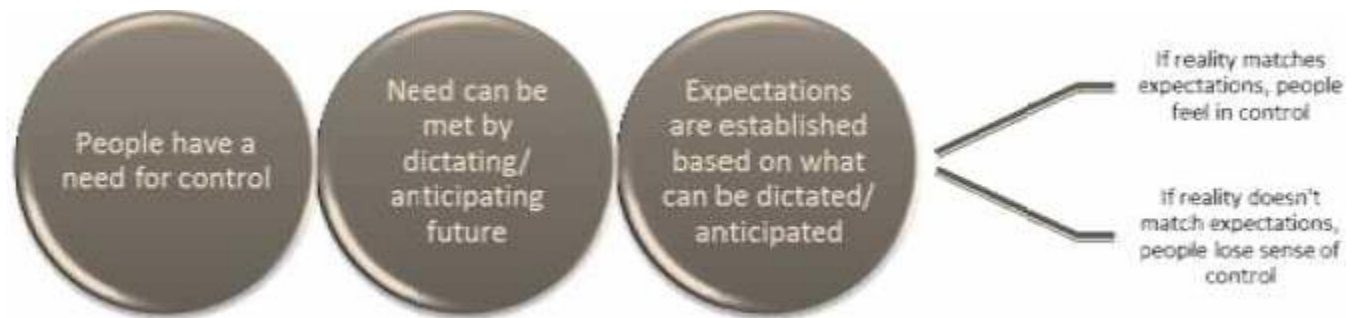 People have a
need for control
Need can be
met by
dictating/
anticipating
future
Expectations
are established
based on what
can be dictated/
anticipated
If reality matches
expectations, people
feel in control
If reality doesn't
match expectations,
people lose sense of
control